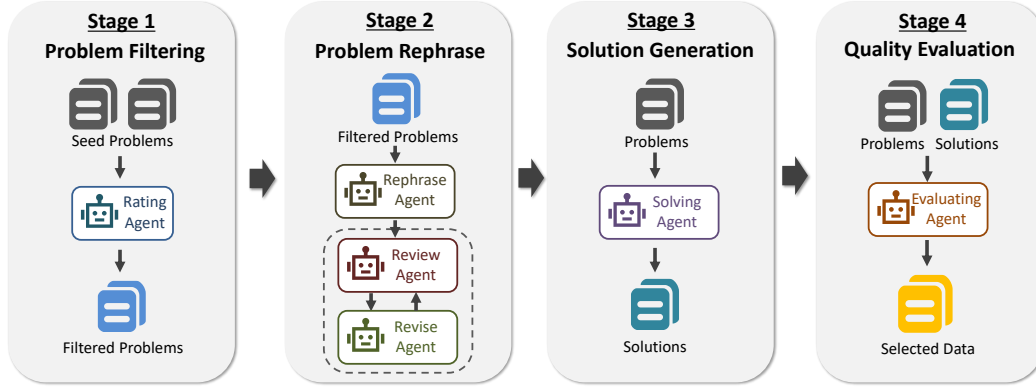 Stage 1
Problem Filtering
Seed Problems
Rating
Agent
Filtered Problems
Stage 2
Problem Rephrase
Filtered Problems
Rephrase
Agent
Review
Agent
Revise
Agent
Stage 3
Solution Generation
Problems
Solving
Agent
Solutions
Stage 4
Quality Evaluation
Problems Solutions
Evaluating
Agent
Selected Data